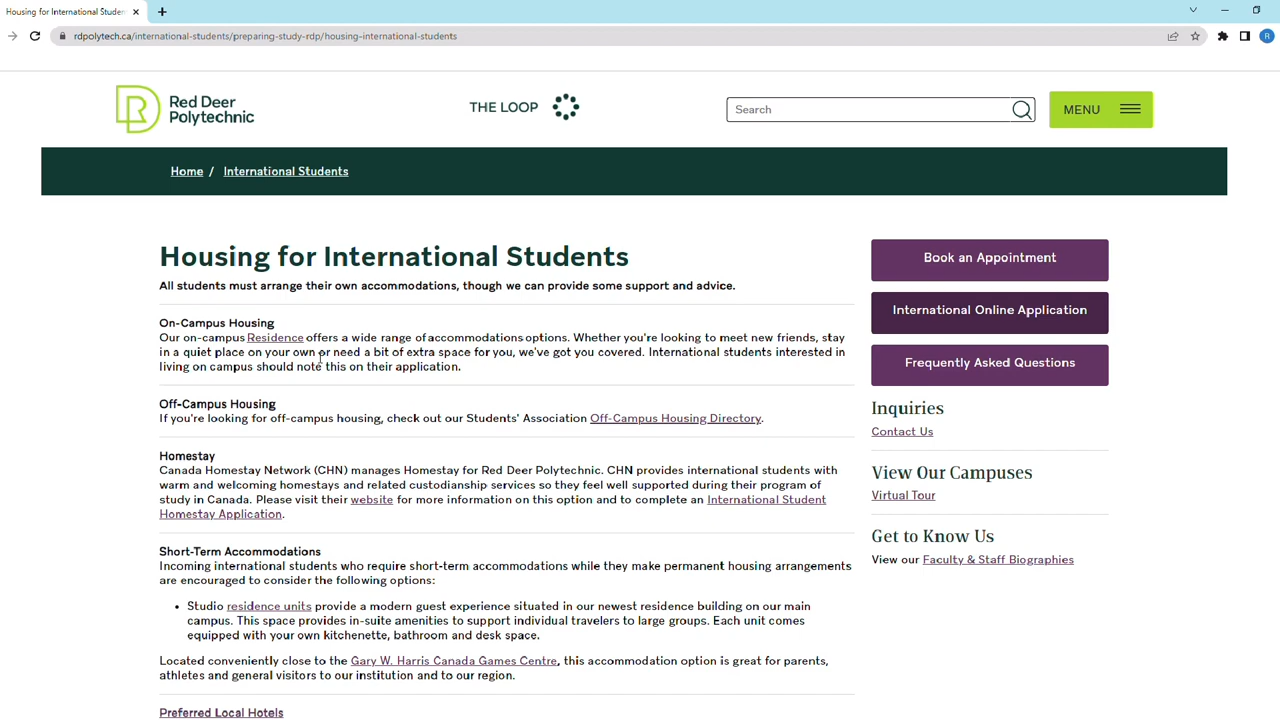 Housing for International Studen
rdpolytech.ca/international-students/preparing-study-rdp/housing-international-students
R
Red Deer
Polytechnic
THE LOOP
Search
MENU
Home / International Students
Housing for International Students
All students must arrange their own accommodations, though we can provide some support and advice.
On-Campus Housing
Our on-campus Residence offers a wide range of accommodations options. Whether you're looking to meet new friends, stay
in a quiet place on your own or need a bit of extra space for you, we've got you covered. International students interested in
living on campus should note this on their application.
Off-Campus Housing
If you're looking for off-campus housing, check out our Students' Association Off-Campus Housing Directory.
Homestay
Canada Homestay Network (CHN) manages Homestay for Red Deer Polytechnic. CHN provides international students with
warm and welcoming homestays and related custodianship services so they feel well supported during their program of
study in Canada. Please visit their website for more information on this option and to complete an International Student
Homestay Application.
Short-Term Accommodations
Incoming international students who require short-term accommodations while they make permanent housing arrangements
are encouraged to consider the following options:
• Studio residence units provide a modern guest experience situated in our newest residence building on our main
campus. This space provides in-suite amenities to support individual travelers to large groups. Each unit comes
equipped with your own kitchenette, bathroom and desk space.
Located conveniently close to the Gary W. Harris Canada Games Centre, this accommodation option is great for parents,
athletes and general visitors to our institution and to our region.
Preferred Local Hotels
Book an Appointment
International Online Application
Frequently Asked Questions
Inquiries
Contact Us
View Our Campuses
Virtual Tour
Get to Know Us
View our Faculty & Staff Biographies